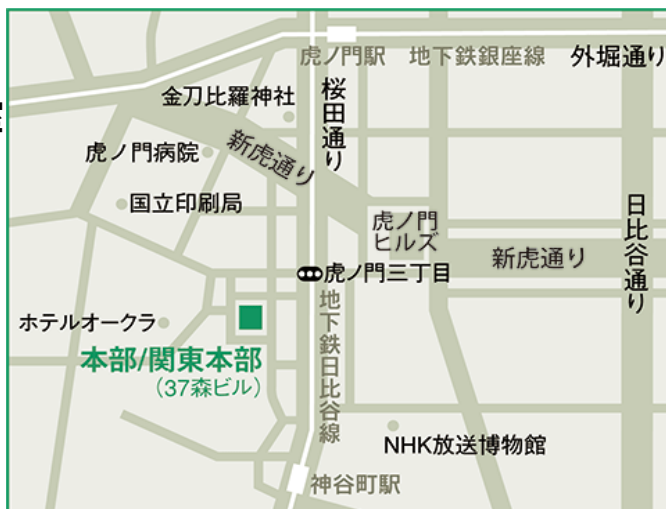 虎ノ門駅
地下鉄銀座線
外堀通り
金刀比羅神社
桜田通り
虎ノ門病院
新虎通り
国立印刷局
虎ノ門
ヒルズ
日比谷通り
新虎通り
虎ノ門三丁目
ホテルオークラ
地下鉄日比谷線
本部/関東本部
(37森ビル)
NHK放送博物館
神谷町駅